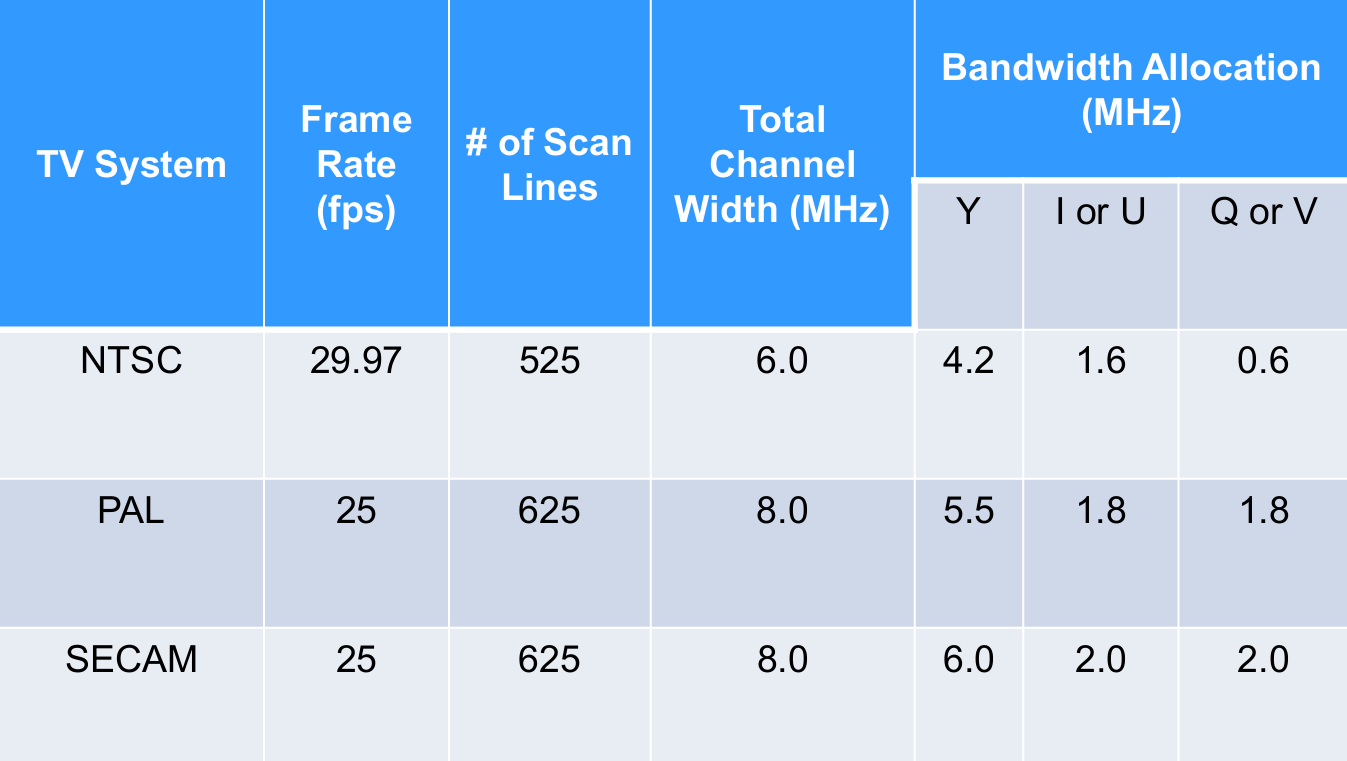 TV System
Frame
Rate
(fps)
# of Scan
Lines
Total
Channel
Width (MHz)
Bandwidth Allocation
(MHz)
Y
I or U
Q or V
NTSC 29.97 525 6.0 4.2 1.6 0.6
PAL 25 625 8.0 5.5 1.8 1.8
SECAM 25 625 8.0 6.0 2.0 2.0